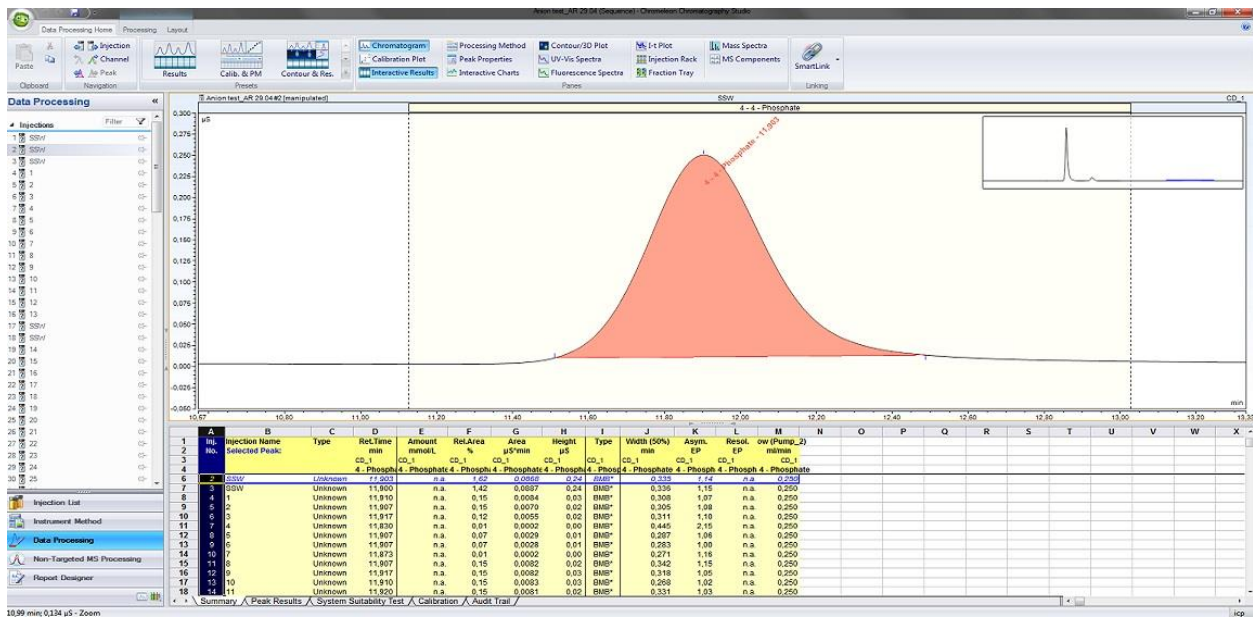 Anion test_AR 29.04 (Sequence) - Chromeleon Chromatography Studio
Data Processing Home Processing Layout
Paste
Injection
Channel
Peak
Results
Calib. & PM
Contour & Res.
Chromatogram
Calibration Plot
Interactive Results
Processing Method
Peak Properties
Interactive Charts
Contour/3D Plot
UV-Vis Spectra
Fluorescence Spectra
I-t Plot
Injection Rack
Fraction Tray
Mass Spectra
MS Components
SmartLink
Clipboard Navigation Presets Panes Linking
Data Processing
Injections Filter
1 SSW
2 SSW
3 SSW
4 1
5 2
6 3
7 4
8 5
9 6
10 7
11 8
12 9
13 10
14 11
15 12
16 13
17 SSW
18 SSW
19 14
20 15
21 16
22 17
23 18
24 19
25 20
26 21
27 22
28 23
29 24
30 25
Injection List
Instrument Method
Data Processing
Non-Targeted MS Processing
Report Designer
Anion test_AR 29.04 #2 [manipulated] SSW CD_1
4 - 4 - Phosphate
µS
0,300
0,275
0,250
0,225
0,200
0,175
0,150
0,125
0,100
0,075
0,050
0,025
0,000
-0,025
-0,050
4 - 4 - Phosphate - 11,903
min
10,67 10,80 11,00 11,20 11,40 11,60 11,80 12,00 12,20 12,40 12,60 12,80 13,00 13,20 13,30
A B C D E F G H I J K L M N O P Q R S T U V W X
1 Inj. Injection Name Type Ret.Time Amount Rel.Area Area Height Type Width (50%) Asym. Resol. ow (Pump_2)
2 No. Selected Peak: min mmol/L % µS*min µS min EP EP ml/min
3 CD_1 CD_1 CD_1 CD_1 CD_1 CD_1 CD_1 CD_1 CD_1 CD_1
4 4 - Phosphate
6 2 SSW Unknown 11,903 n.a. 1,62 0,0868 0,24 BMB* 0,335 1,14 n.a. 0,250
7 3 SSW Unknown 11,900 n.a. 1,42 0,0887 0,24 BMB* 0,336 1,15 n.a. 0,250
8 4 1 Unknown 11,910 n.a. 0,15 0,0084 0,03 BMB* 0,308 1,07 n.a. 0,250
9 5 2 Unknown 11,907 n.a. 0,15 0,0070 0,02 BMB* 0,305 1,08 n.a. 0,250
10 6 3 Unknown 11,917 n.a. 0,12 0,0055 0,02 BMB* 0,311 1,10 n.a. 0,250
11 7 4 Unknown 11,830 n.a. 0,01 0,0002 0,00 BMB* 0,445 2,15 n.a. 0,250
12 8 5 Unknown 11,907 n.a. 0,07 0,0029 0,01 BMB* 0,287 1,06 n.a. 0,250
13 9 6 Unknown 11,907 n.a. 0,07 0,0028 0,01 BMB* 0,283 1,00 n.a. 0,250
14 10 7 Unknown 11,873 n.a. 0,01 0,0002 0,00 BMB* 0,271 1,16 n.a. 0,250
15 11 8 Unknown 11,907 n.a. 0,15 0,0082 0,02 BMB* 0,342 1,15 n.a. 0,250
16 12 9 Unknown 11,917 n.a. 0,15 0,0082 0,03 BMB* 0,318 1,05 n.a. 0,250
17 13 10 Unknown 11,910 n.a. 0,15 0,0083 0,03 BMB* 0,268 1,02 n.a. 0,250
18 14 11 Unknown 11,920 n.a. 0,15 0,0081 0,02 BMB* 0,331 1,03 n.a. 0,250
Summary Peak Results System Suitability Test Calibration Audit Trail
10,99 min; 0,134 µS - Zoom icp